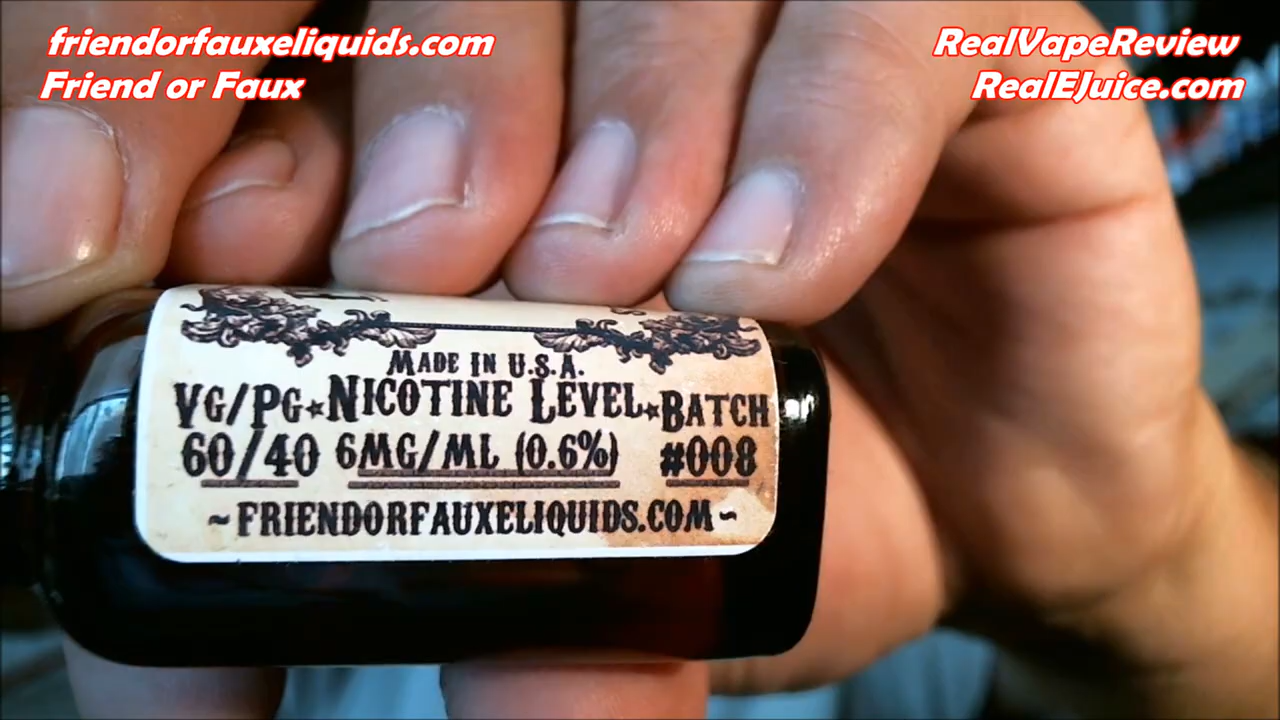 friendorfauxeliquids.com
Friend or Faux
RealVapeReview
RealEJuice.com
MADE IN U.S.A.
VG/PG★NICOTINE LEVEL★BATCH
60/40 6MG/ML (0.6%) #008
~FRIENDORFAUXELIQUIDS.COM~